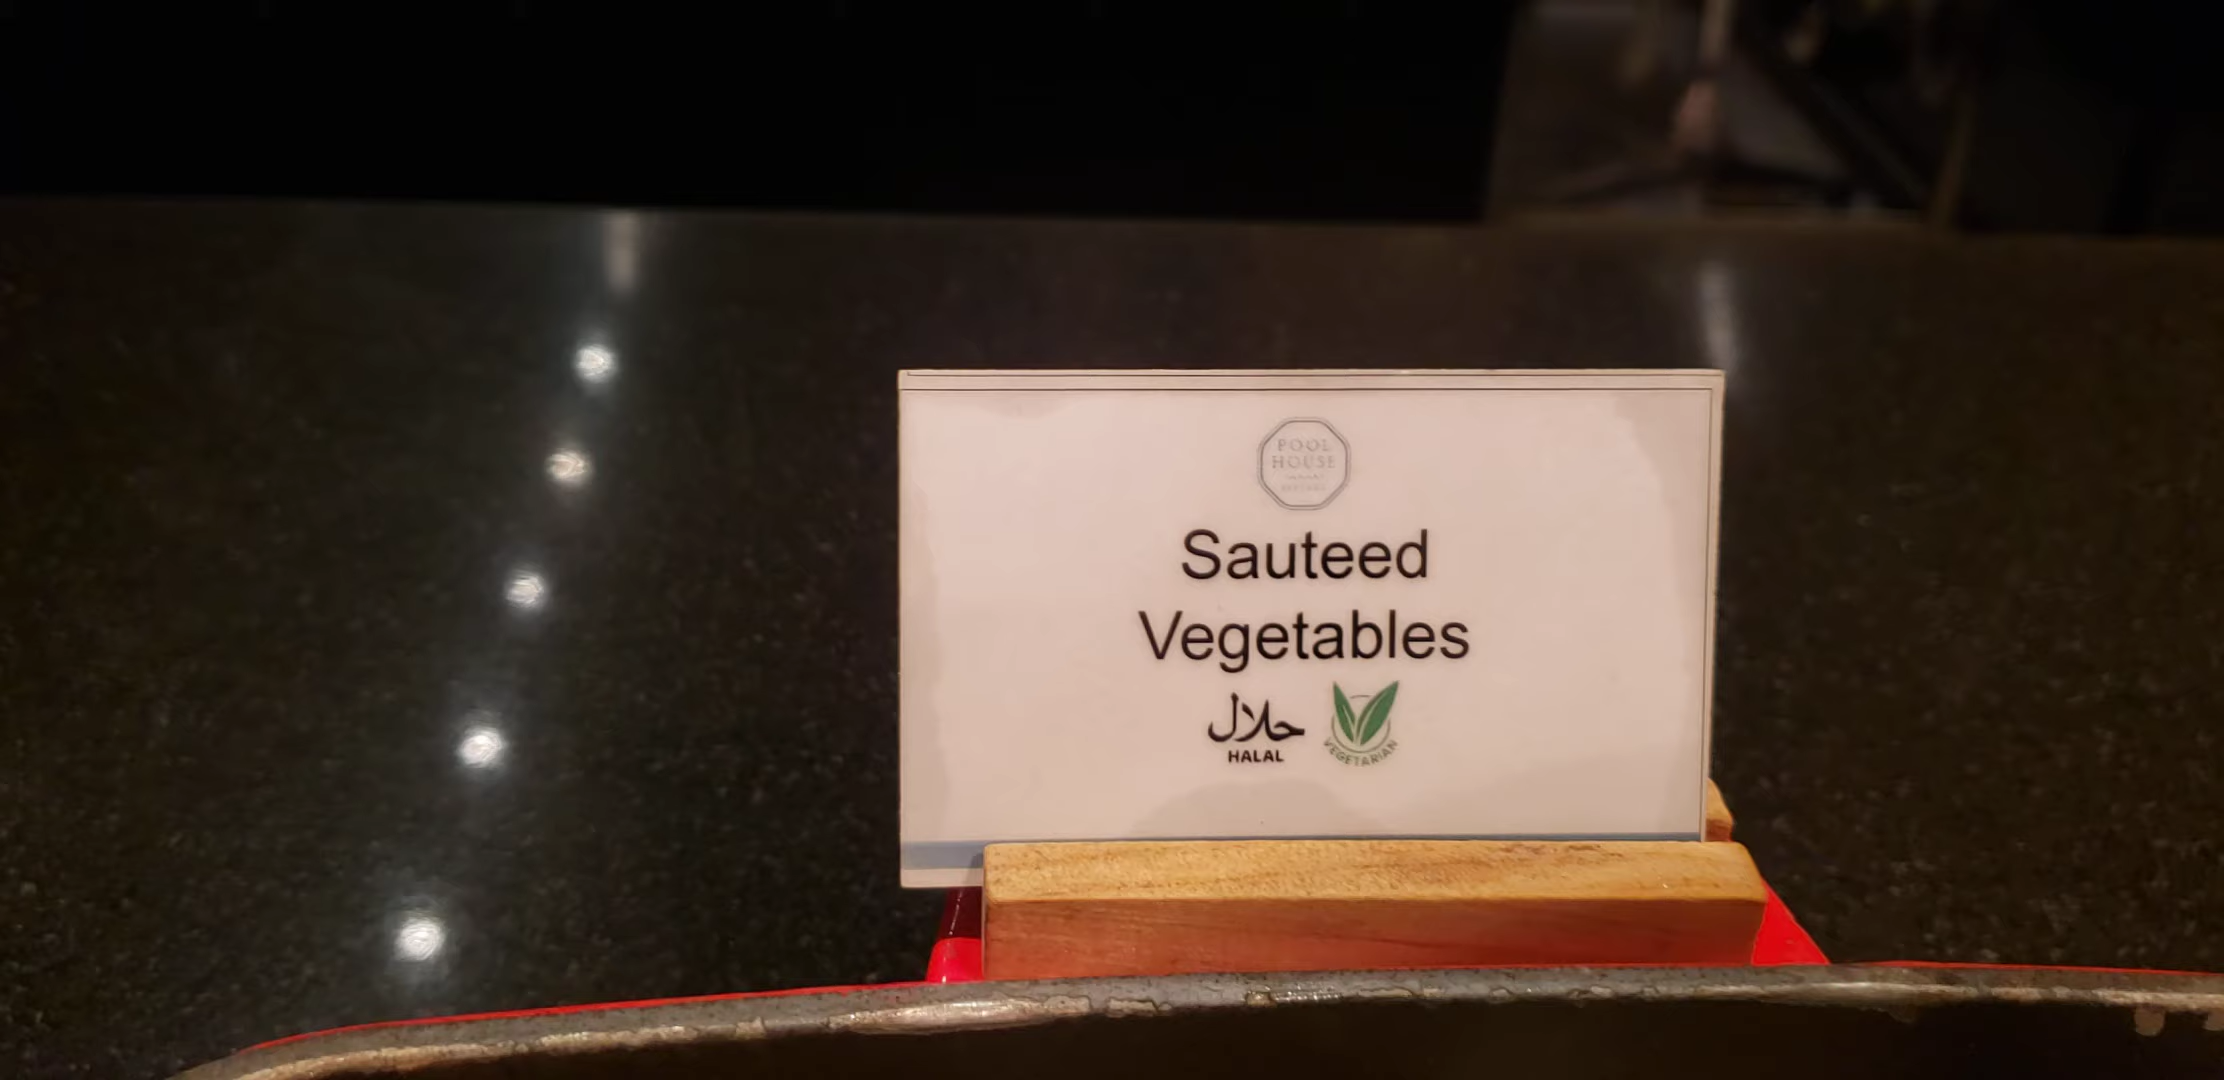 POOL
HOUSE
Sauteed
Vegetables
حلال
HALAL
VEGETARIAN